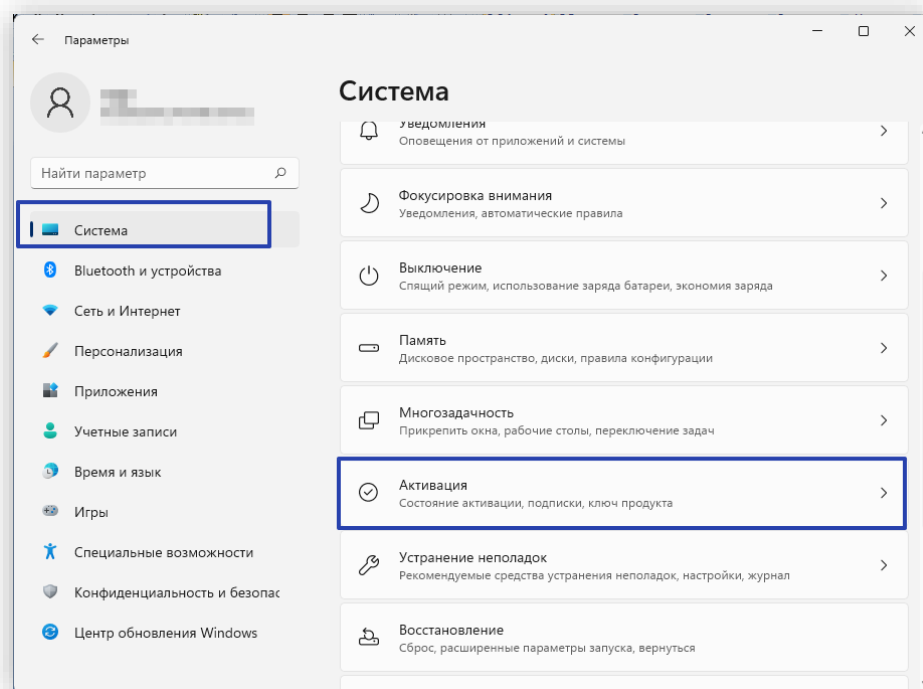 Параметры
Найти параметр
Система
Bluetooth и устройства
Сеть и Интернет
Персонализация
Приложения
Учетные записи
Время и язык
Игры
Специальные возможности
Конфиденциальность и безопас
Центр обновления Windows
Система
Уведомления
Оповещения от приложений и системы
Фокусировка внимания
Уведомления, автоматические правила
Выключение
Спящий режим, использование заряда батареи, экономия заряда
Память
Дисковое пространство, диски, правила конфигурации
Многозадачность
Прикрепить окна, рабочие столы, переключение задач
Активация
Состояние активации, подписки, ключ продукта
Устранение неполадок
Рекомендуемые средства устранения неполадок, настройки, журнал
Восстановление
Сброс, расширенные параметры запуска, вернуться